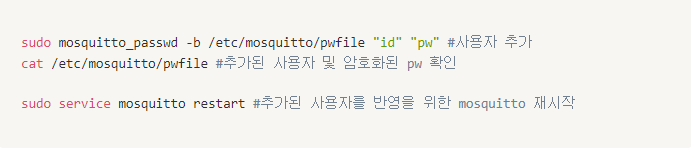 sudo mosquitto_passwd -b /etc/mosquitto/pwfile "id" "pw" #사용자 추가
cat /etc/mosquitto/pwfile #추가된 사용자 및 암호화된 pw 확인
sudo service mosquitto restart #추가된 사용자를 반영을 위한 mosquitto 재시작